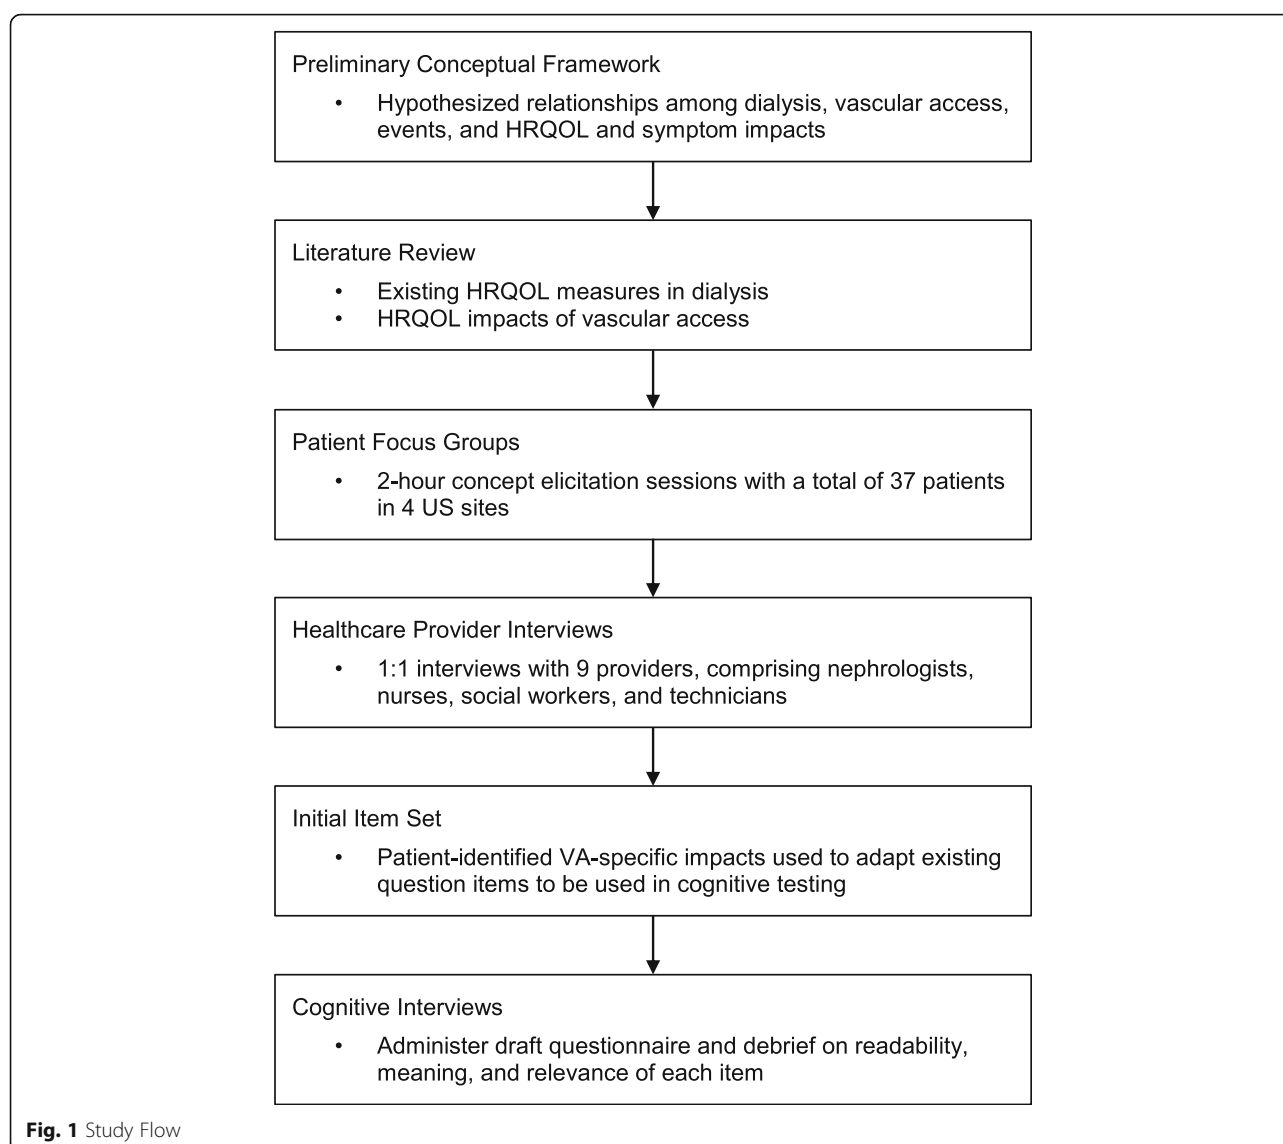 Preliminary Conceptual Framework
• Hypothesized relationships among dialysis, vascular access,
events, and HRQOL and symptom impacts
Literature Review
• Existing HRQOL measures in dialysis
• HRQOL impacts of vascular access
Patient Focus Groups
• 2-hour concept elicitation sessions with a total of 37 patients
in 4 US sites
Healthcare Provider Interviews
• 1:1 interviews with 9 providers, comprising nephrologists,
nurses, social workers, and technicians
Initial Item Set
• Patient-identified VA-specific impacts used to adapt existing
question items to be used in cognitive testing
Cognitive Interviews
• Administer draft questionnaire and debrief on readability,
meaning, and relevance of each item
Fig. 1 Study Flow